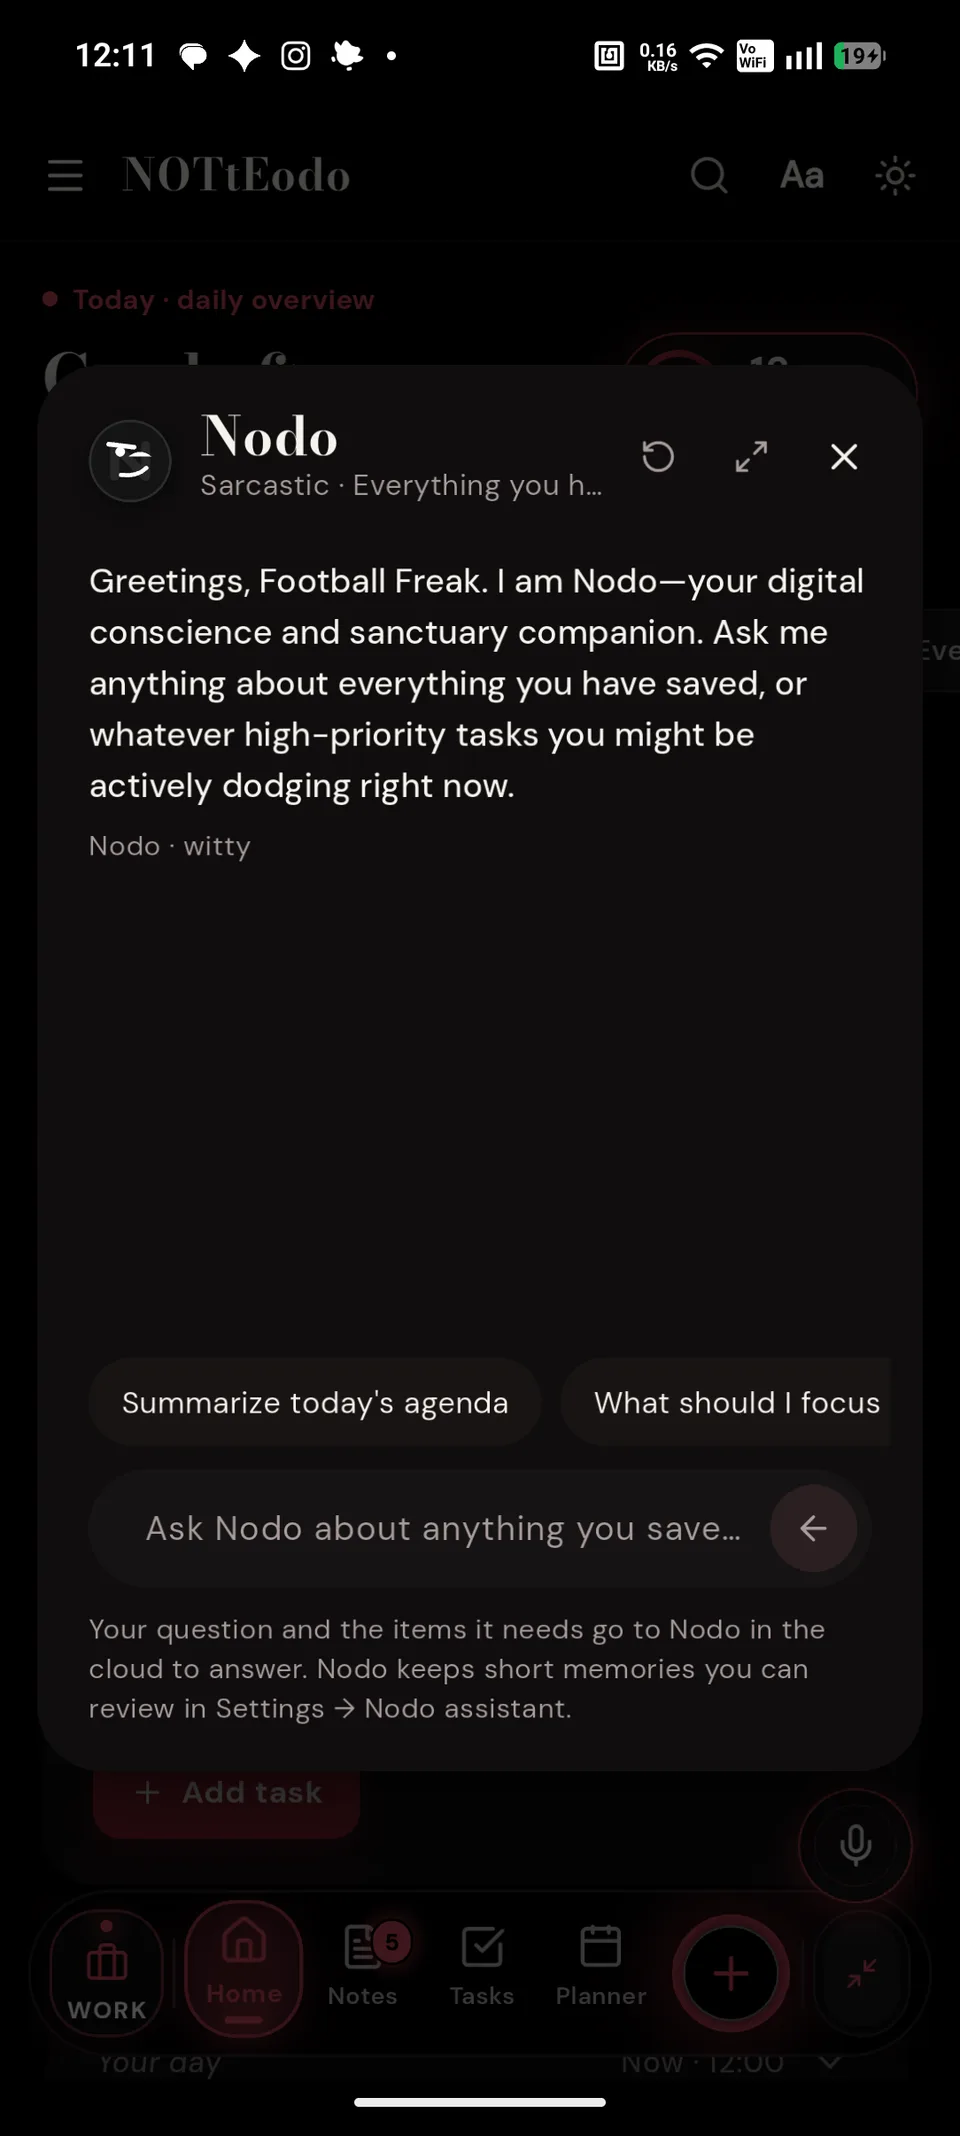 12:11
0.16
KB/s
Vo
WiFi
19
NOTtEodo
Aa
Today · daily overview
Nodo
Sarcastic · Everything you h...
Greetings, Football Freak. I am Nodo—your digital
conscience and sanctuary companion. Ask me
anything about everything you have saved, or
whatever high-priority tasks you might be
actively dodging right now.
Nodo · witty
Eve
Summarize today's agenda
What should I focus
Ask Nodo about anything you save...
Your question and the items it needs go to Nodo in the
cloud to answer. Nodo keeps short memories you can
review in Settings → Nodo assistant.
+ Add task
5
WORK
Home
Notes
Tasks
Planner
Your day
Now · 12:00